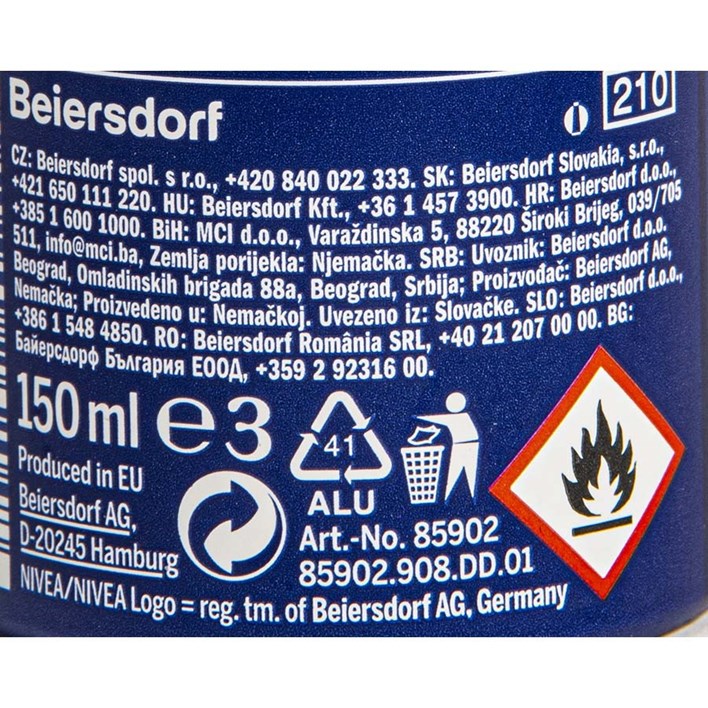 Beiersdorf
210
CZ: Beiersdorf spol. s r.o., +420 840 022 333. SK: Beiersdorf Slovakia, s.r.o.,
+421 650 111 220. HU: Beiersdorf Kft., +36 1 457 3900. HR: Beiersdorf d.o.o.,
+385 1 600 1000. BiH: MCI d.o.o., Varaždinska 5, 88220 Široki Brijeg, 039/705
511, info@mci.ba, Zemlja porijekla: Njemačka. SRB: Uvoznik: Beiersdorf d.o.o.
Beograd, Omladinskih brigada 88a, Beograd, Srbija; Proizvođač: Beiersdorf AG,
Nemačka; Proizvedeno u: Nemačkoj. Uvezeno iz: Slovačke. SLO: Beiersdorf d.o.o.,
+386 1 548 4850. RO: Beiersdorf România SRL, +40 21 207 00 00. BG:
Байерсдорф България ЕООД, +359 2 92316 00.
150 ml e 3
41
ALU
Produced in EU
Beiersdorf AG,
D-20245 Hamburg
Art.-No. 85902
85902.908.DD.01
NIVEA/NIVEA Logo = reg. tm. of Beiersdorf AG, Germany